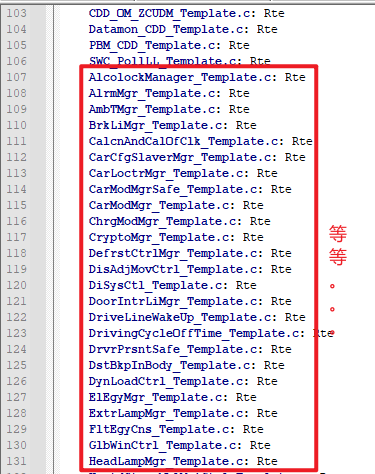 103 CDD_OM_ZCUDM_Template.c: Rte
104 Datamon_CDD_Template.c: Rte
105 PBM_CDD_Template.c: Rte
106 SWC_PollLL_Template.c: Rte
107 AlcolockManager_Template.c: Rte
108 AlrmMgr_Template.c: Rte
109 AmbTMgr_Template.c: Rte
110 BrkLiMgr_Template.c: Rte
111 CalcnAndCalOfClk_Template.c: Rte
112 CarCfgSlaverMgr_Template.c: Rte
113 CarLoctrMgr_Template.c: Rte
114 CarModMgrSafe_Template.c: Rte
115 CarModMgr_Template.c: Rte
116 ChrgModMgr_Template.c: Rte
117 CryptoMgr_Template.c: Rte
118 DefrstCtrlMgr_Template.c: Rte
119 DisAdjMovCtrl_Template.c: Rte
120 DiSysCtl_Template.c: Rte
121 DoorIntrLiMgr_Template.c: Rte
122 DriveLineWakeUp_Template.c: Rte
123 DrivingCycleOffTime_Template.c: Rte
124 DrvrPrsntSafe_Template.c: Rte
125 DstBkpInBody_Template.c: Rte
126 DynLoadCtrl_Template.c: Rte
127 ElEgyMgr_Template.c: Rte
128 ExtrLampMgr_Template.c: Rte
129 FltEgyCns_Template.c: Rte
130 GlbWinCtrl_Template.c: Rte
131 HeadLampMgr_Template.c: Rte
等等。。。